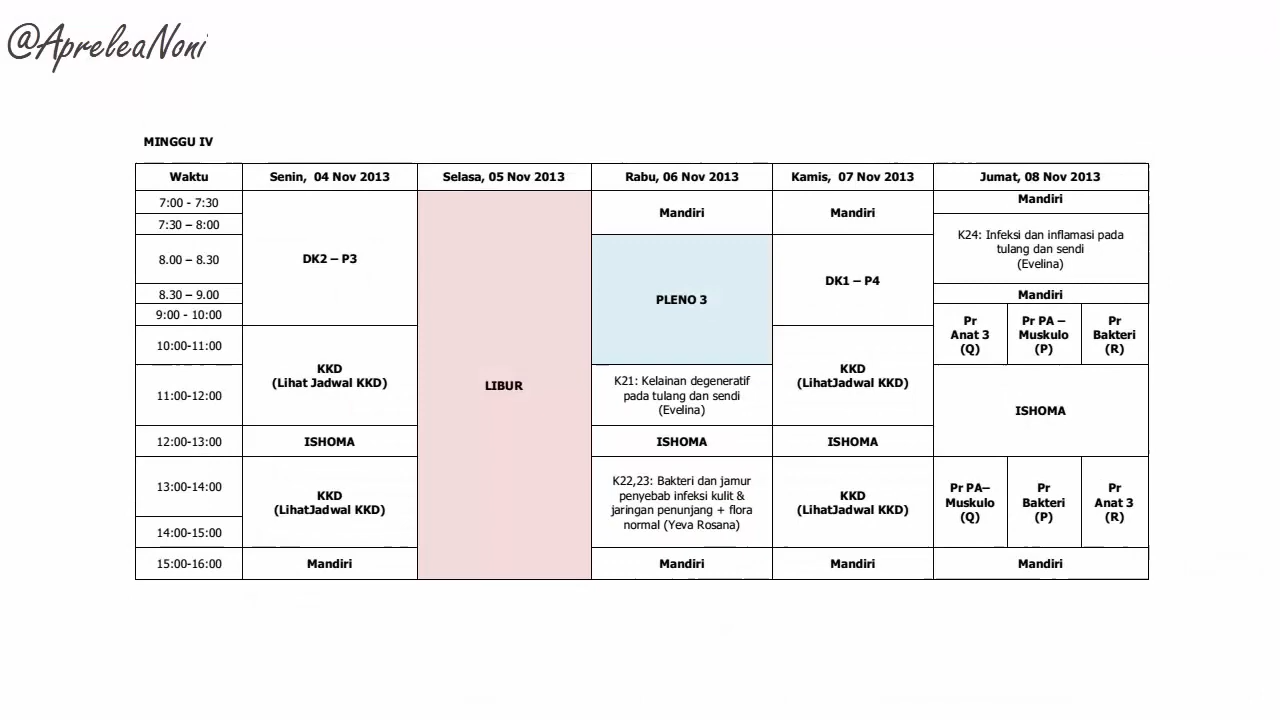 @ApreleaNoni
MINGGU IV
Waktu
Senin, 04 Nov 2013
Selasa, 05 Nov 2013
Rabu, 06 Nov 2013
Kamis, 07 Nov 2013
Jumat, 08 Nov 2013
7:00 - 7:30
7:30 – 8:00
8.00 – 8.30
8.30 – 9.00
9:00 - 10:00
10:00-11:00
11:00-12:00
12:00-13:00
13:00-14:00
14:00-15:00
15:00-16:00
DK2 – P3
KKD
(Lihat Jadwal KKD)
ISHOMA
KKD
(LihatJadwal KKD)
Mandiri
LIBUR
Mandiri
PLENO 3
K21: Kelainan degeneratif
pada tulang dan sendi
(Evelina)
ISHOMA
K22,23: Bakteri dan jamur
penyebab infeksi kulit &
jaringan penunjang + flora
normal (Yeva Rosana)
Mandiri
Mandiri
DK1 – P4
KKD
(LihatJadwal KKD)
ISHOMA
KKD
(LihatJadwal KKD)
Mandiri
Mandiri
K24: Infeksi dan inflamasi pada
tulang dan sendi
(Evelina)
Mandiri
Pr
Anat 3
(Q)
Pr PA –
Muskulo
(P)
Pr
Bakteri
(R)
ISHOMA
Pr PA–
Muskulo
(Q)
Pr
Bakteri
(P)
Pr
Anat 3
(R)
Mandiri